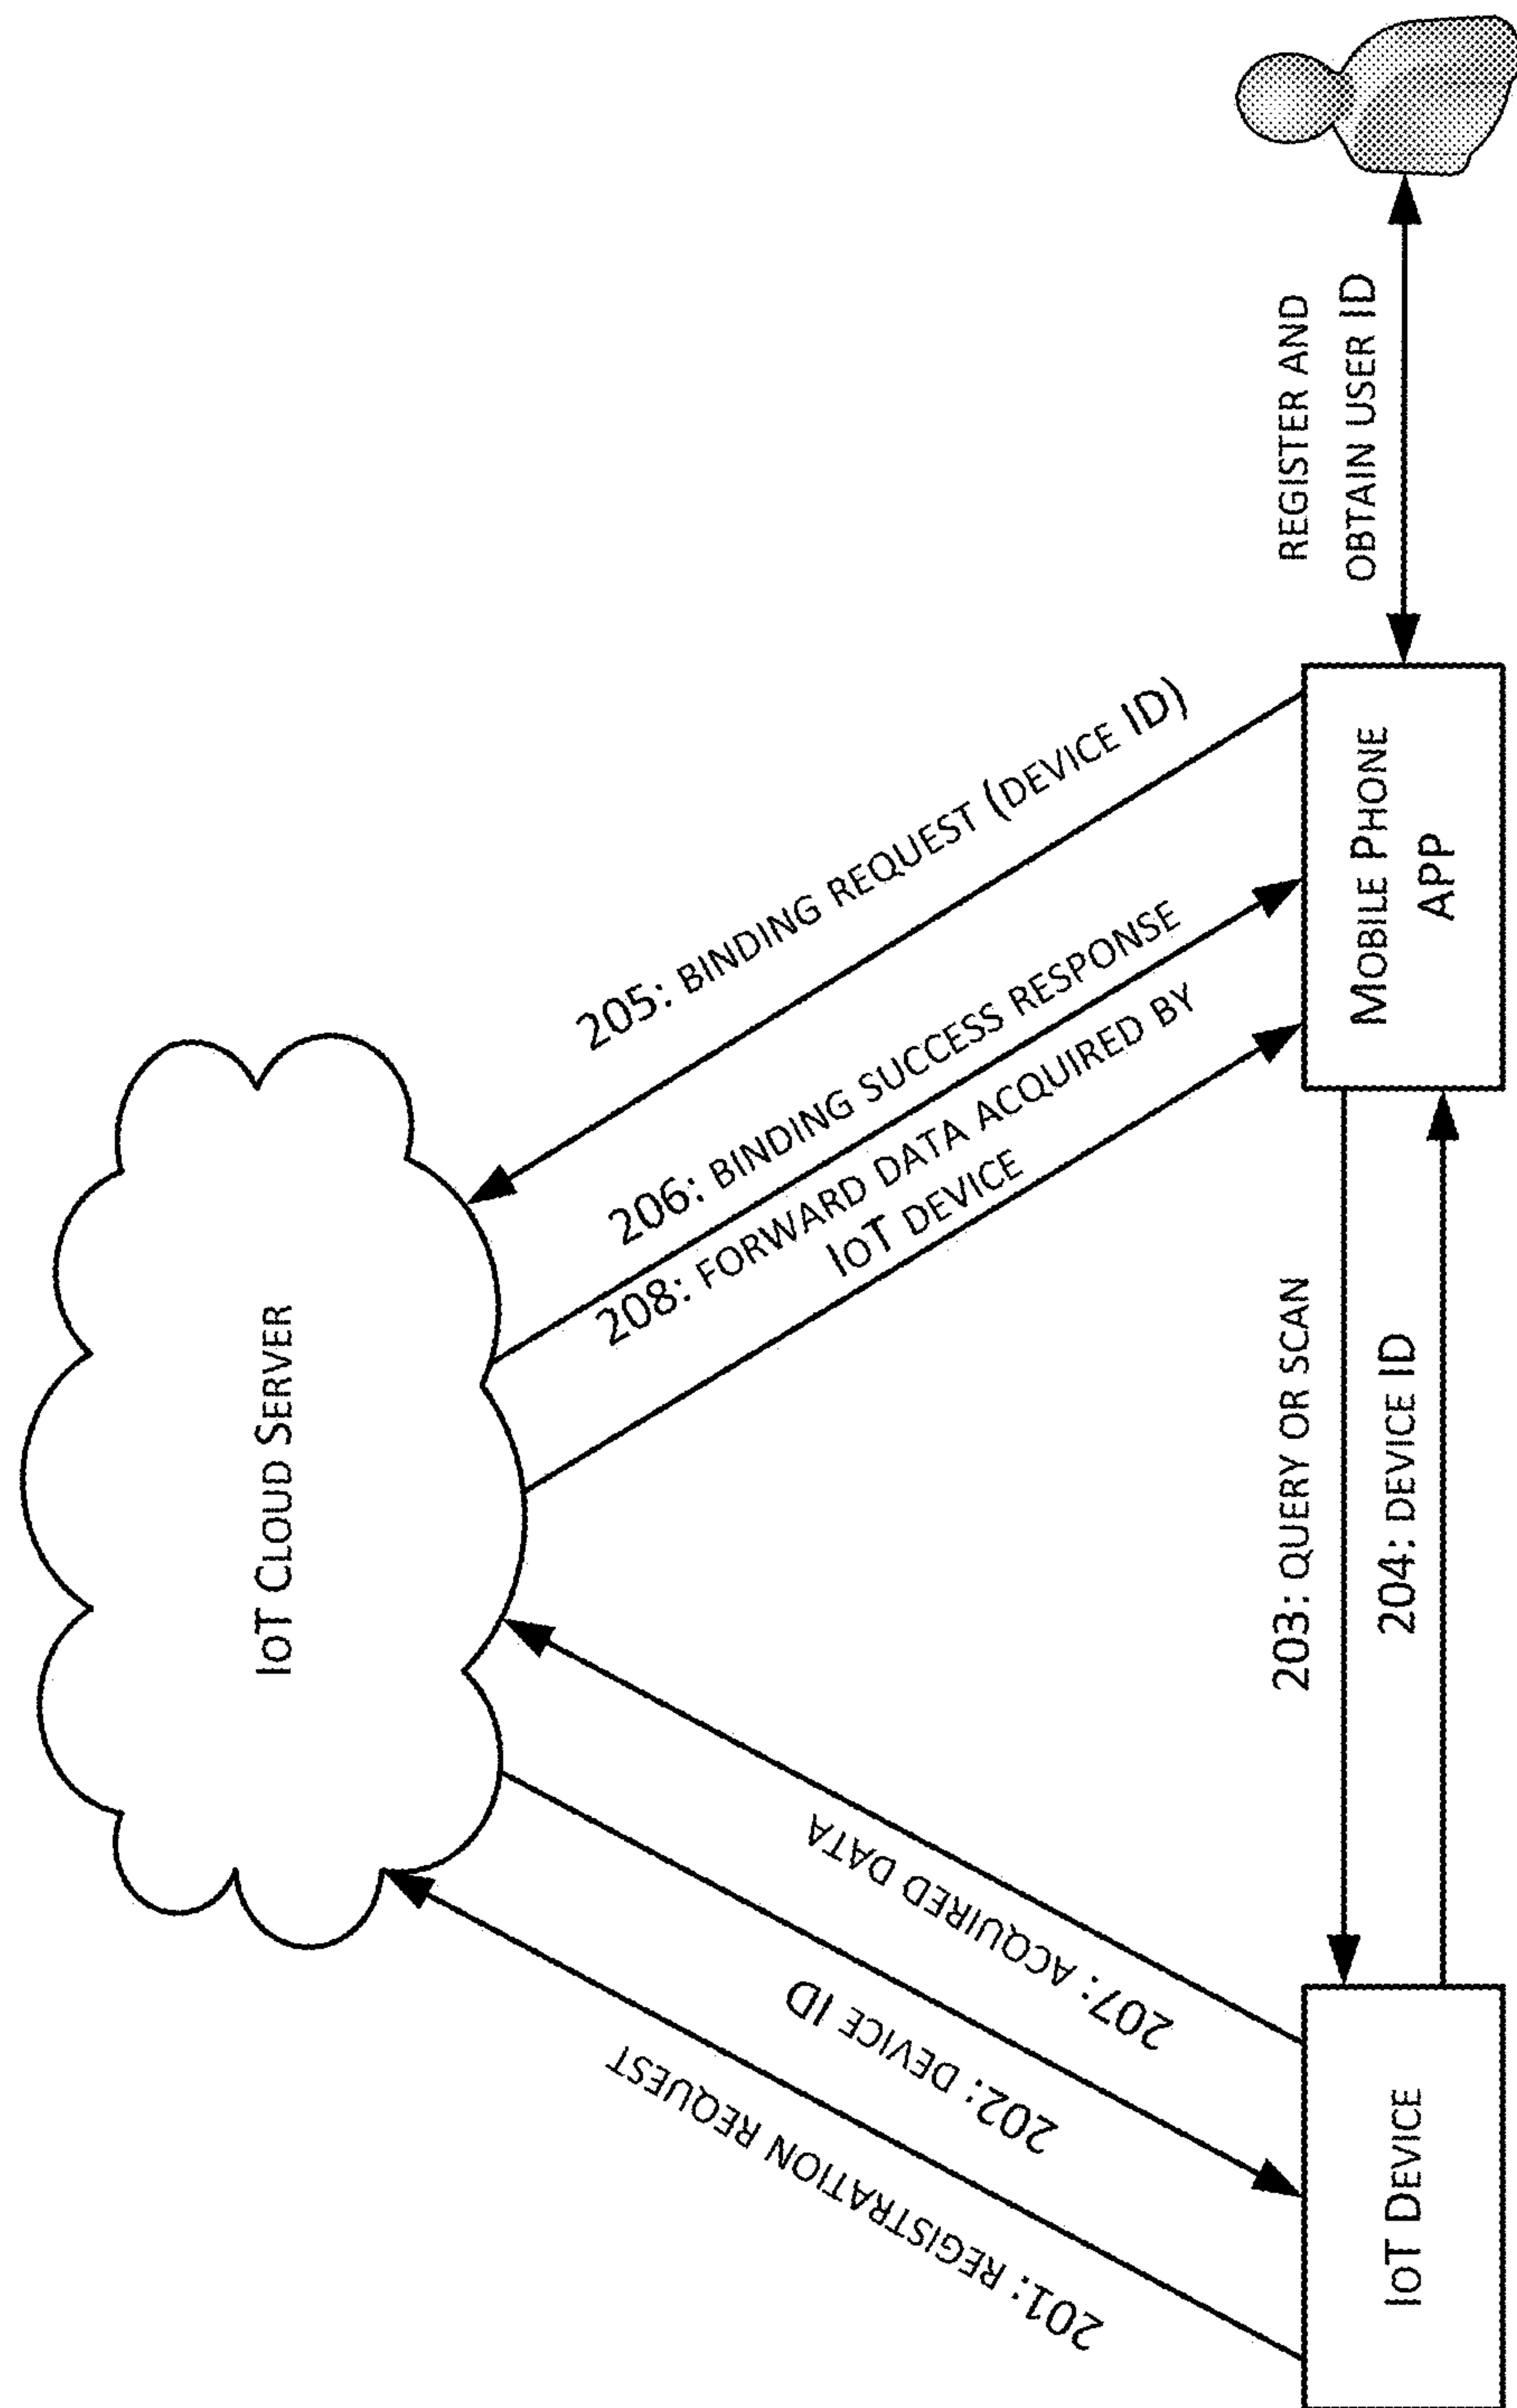 IoT Cloud Server
201: registration request
202: device ID
207: acquired data
205: binding request (device ID)
206: binding success response
208: forward data acquired by
IoT device
203: query or scan
204: device ID
IoT Device
Mobile Phone
APP
register and
obtain user ID